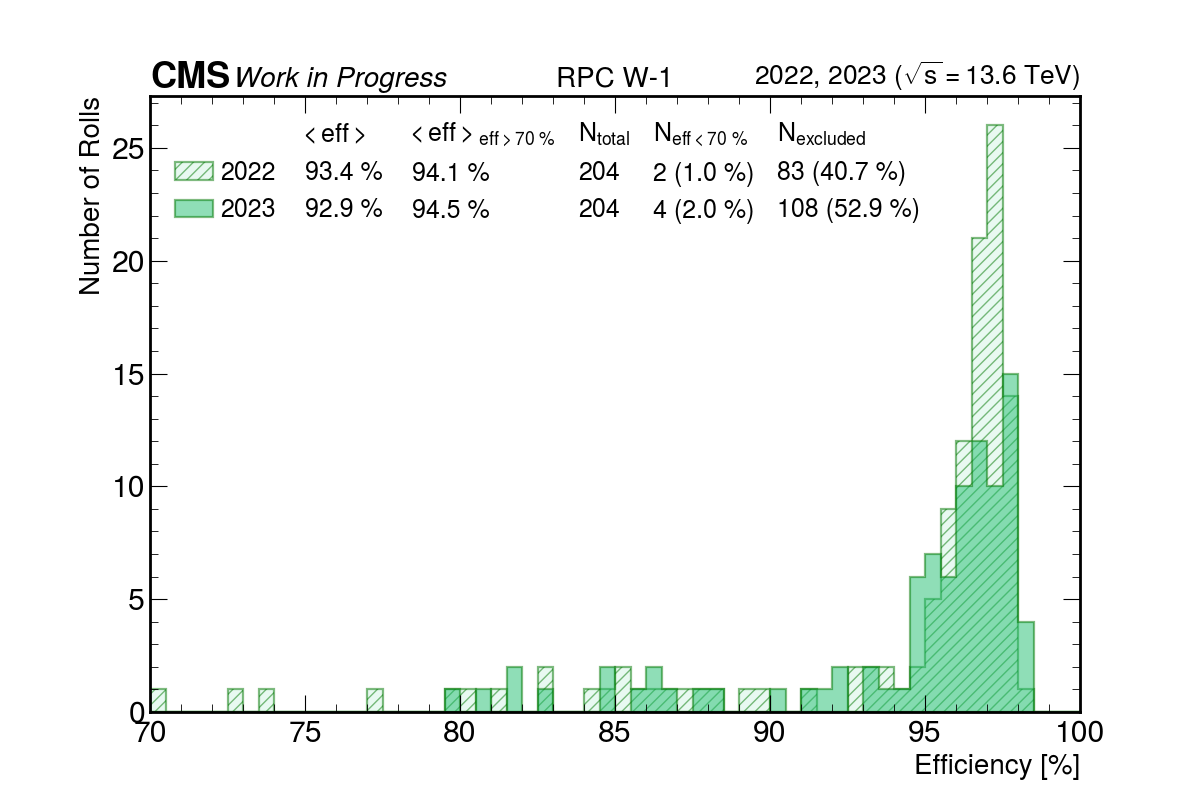 CMS Work in Progress RPC W-1 2022, 2023 (√s = 13.6 TeV)
< eff > < eff > eff > 70 % Ntotal Neff < 70 % Nexcluded
2022 93.4 % 94.1 % 204 2 (1.0 %) 83 (40.7 %)
2023 92.9 % 94.5 % 204 4 (2.0 %) 108 (52.9 %)
Number of Rolls
25
20
15
10
5
0
70 75 80 85 90 95 100
Efficiency [%]